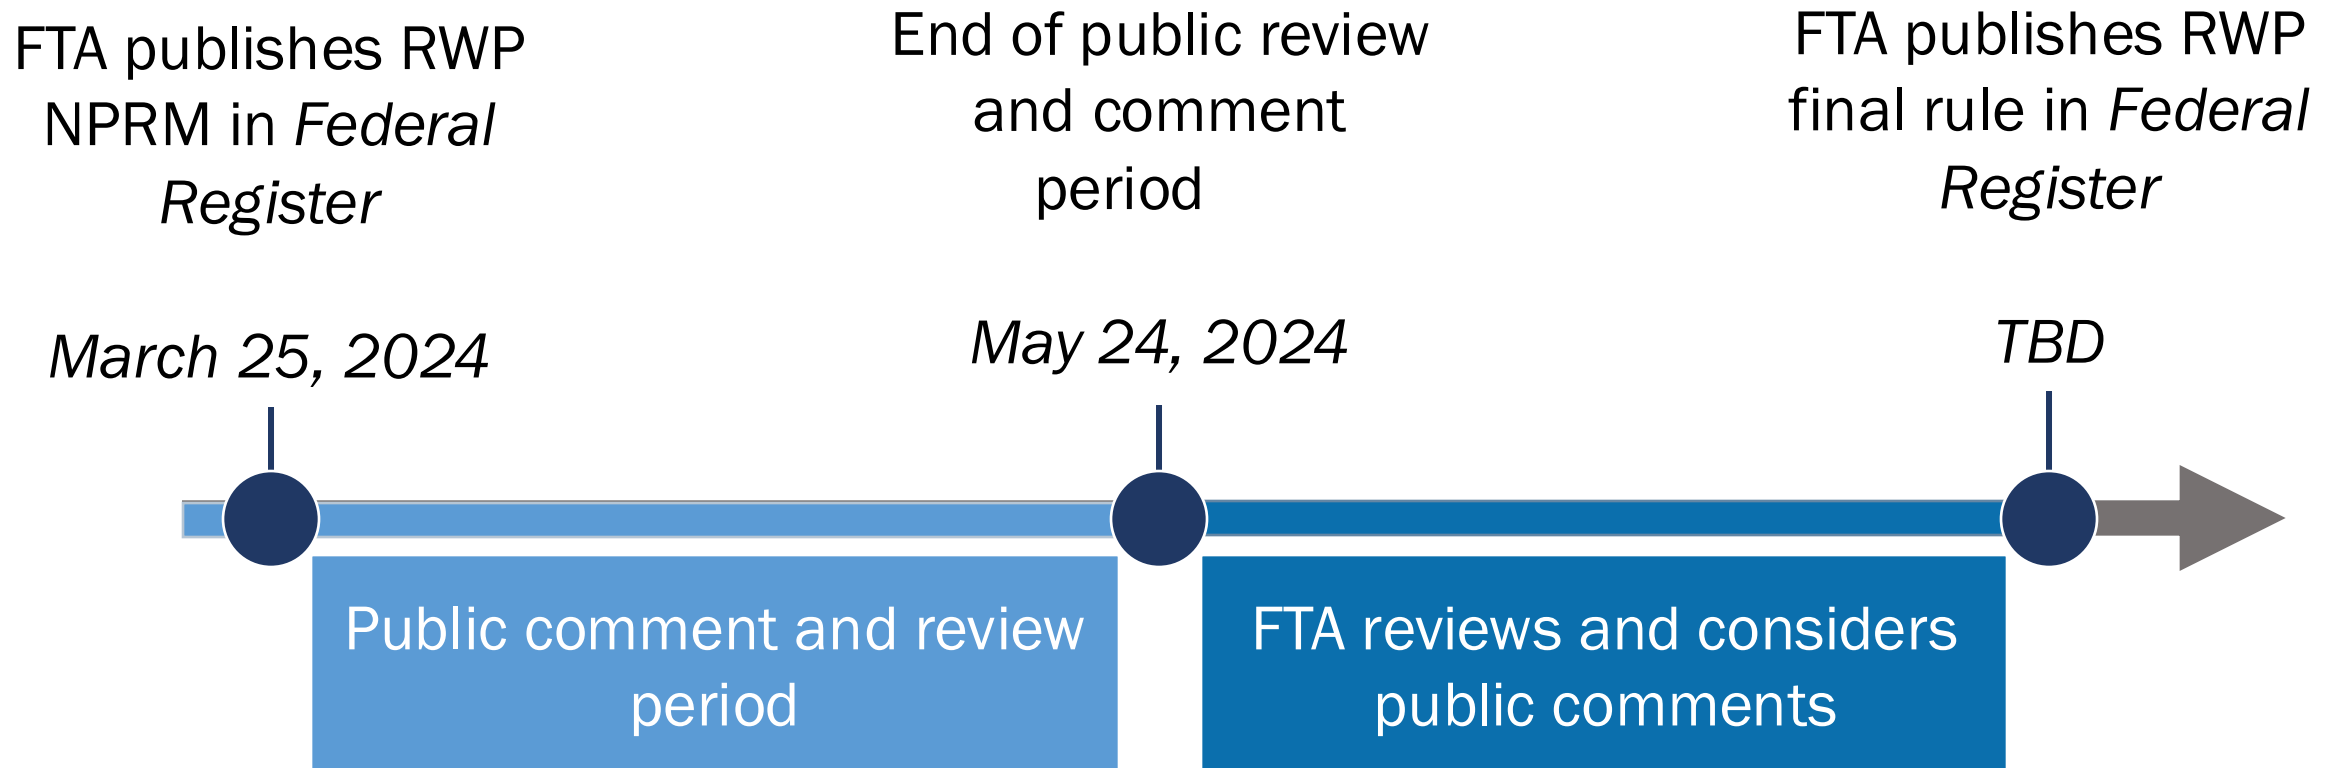 FTA publishes RWP
NPRM in Federal
Register
March 25, 2024
End of public review
and comment
period
May 24, 2024
FTA publishes RWP
final rule in Federal
Register
TBD
Public comment and review
period
FTA reviews and considers
public comments